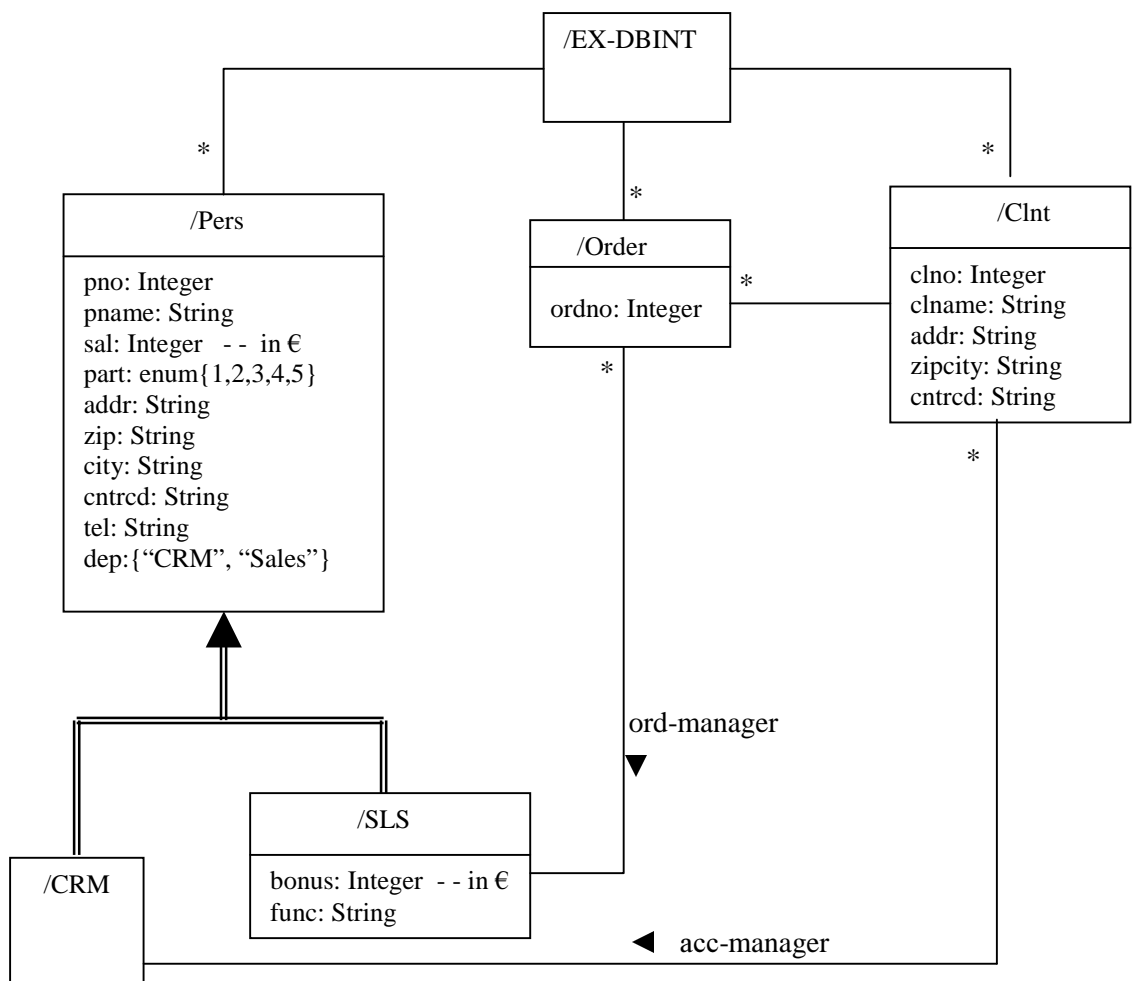 /EX-DBINT
*
*
*
/Pers
pno: Integer
pname: String
sal: Integer - - in €
part: enum{1,2,3,4,5}
addr: String
zip: String
city: String
cntrcd: String
tel: String
dep:{“CRM”, “Sales”}
/Order
ordno: Integer
*
*
/Clnt
clno: Integer
clname: String
addr: String
zipcity: String
cntrcd: String
*
ord-manager
/SLS
bonus: Integer - - in €
func: String
/CRM
acc-manager